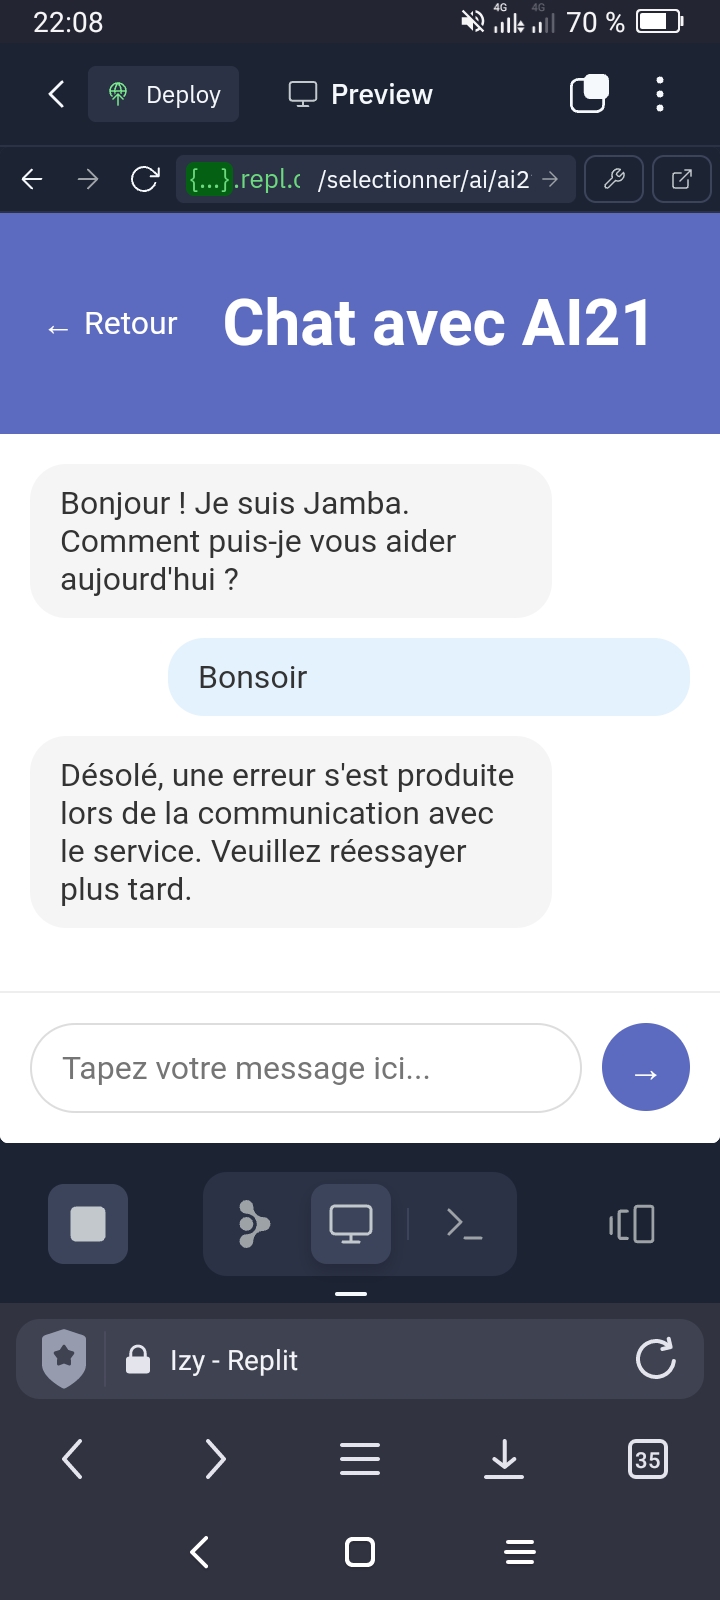 22:08
4G 4G 70 %
Deploy Preview
{...}.repl.c /selectionner/ai/ai2
← Retour Chat avec AI21
Bonjour ! Je suis Jamba.
Comment puis-je vous aider
aujourd'hui ?
Bonsoir
Désolé, une erreur s'est produite
lors de la communication avec
le service. Veuillez réessayer
plus tard.
Tapez votre message ici...
→
Izy - Replit
35